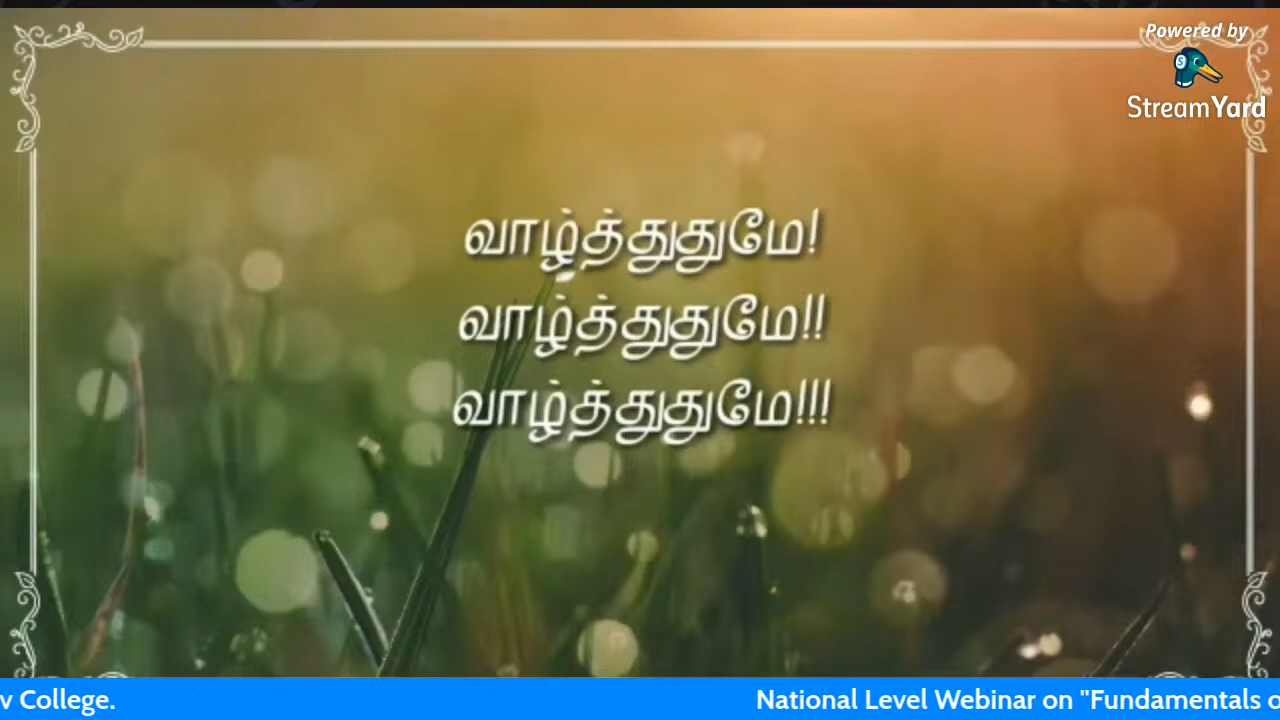 Powered by
StreamYard
வாழ்த்துதுமே!
வாழ்த்துதுமே!!
வாழ்த்துதுமே!!!
College.
National Level Webinar on "Fundamentals